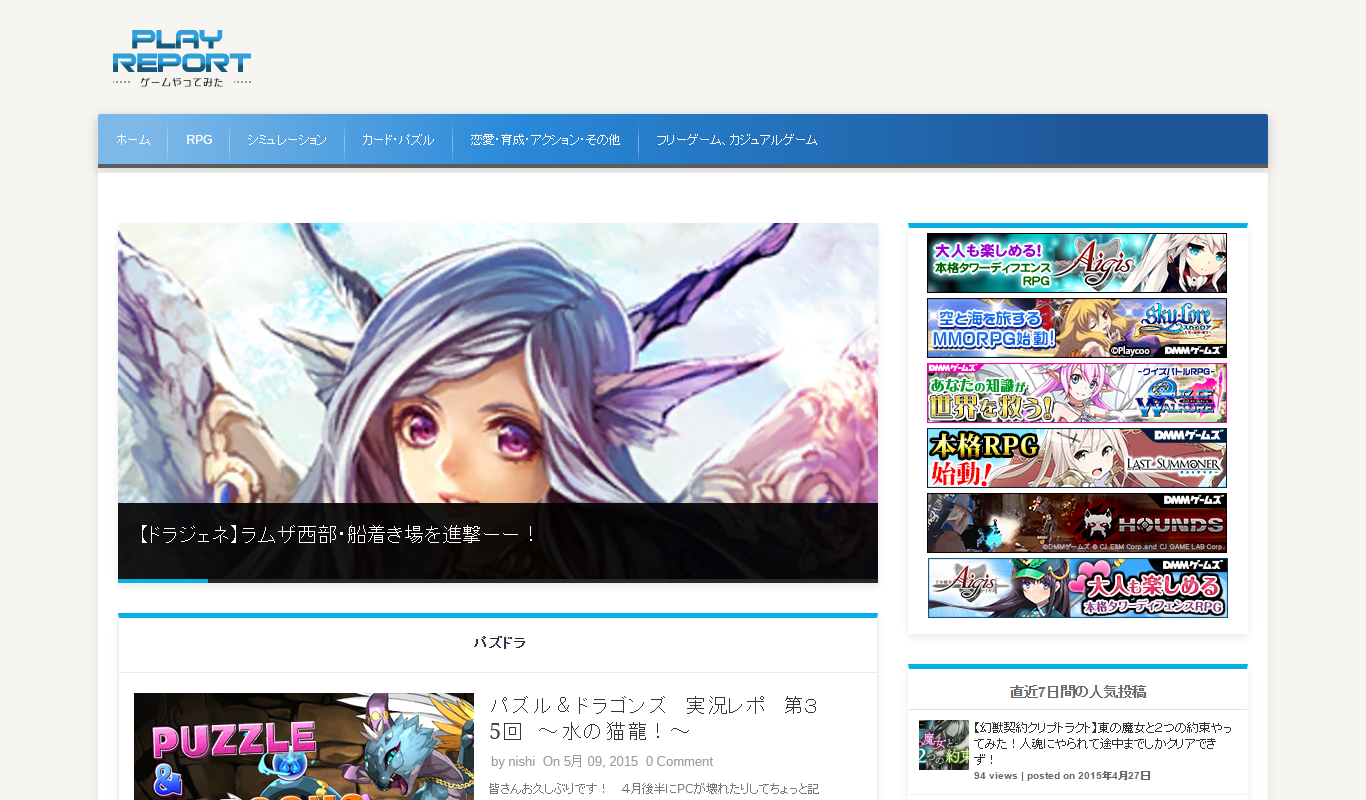 PLAY
REPORT
ゲームやってみた
ホーム
RPG
シミュレーション
カード・パズル
恋愛・育成・アクション・その他
フリーゲーム、カジュアルゲーム
【ドラジェネ】ラムザ西部・船着き場を進撃ーー！
パズドラ
PUZZLE
&
パズル＆ドラゴンズ　実況レポ　第３
５回　～水の猫龍！～
by nishi On 5月 09, 2015 0 Comment
皆さんお久しぶりです！　４月後半にPCが壊れたりしてちょっと記
大人も楽しめる!
本格タワーディフェンス
RPG
Aigis
空と海を旅する
MMORPG始動!
SkyLore
©Playcoo
DMMゲームズ
DMMゲームズ
あなたの知識が
世界を救う!
-クイズバトルRPG-
QUIZ OF
WALKURE
本格RPG
始動!
DMMゲームズ
LAST SUMMONER
DMMゲームズ
HOUNDS
©DMMゲームズ © CJ E&M Corp.and CJ GAME LAB Corp.
DMMゲームズ
Aigis
大人も楽しめる
本格タワーディフェンスRPG
直近7日間の人気投稿
魔女と
2つの約束
【幻獣契約クリプトラクト】東の魔女と2つの約束やっ
てみた！人魂にやられて途中までしかクリアでき
ず！
94 views | posted on 2015年4月27日